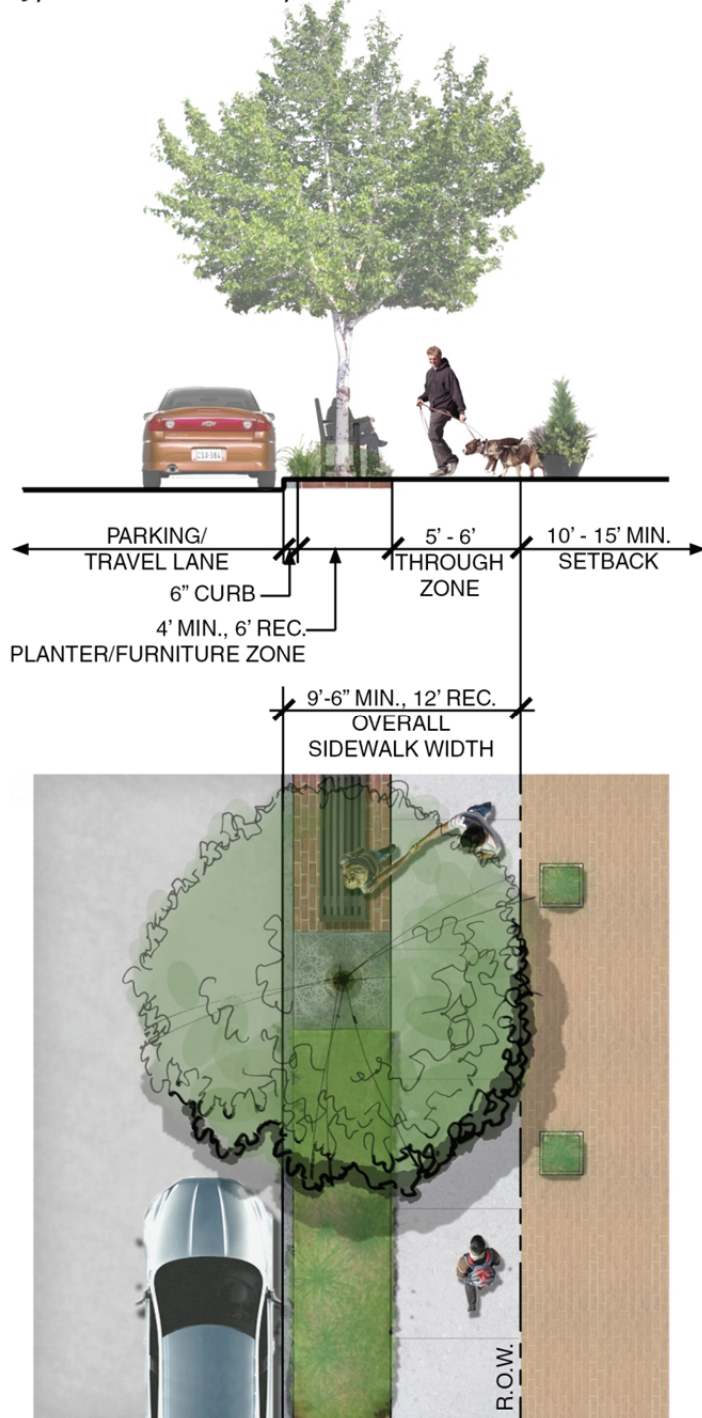 PARKING/
TRAVEL LANE
5' - 6'
THROUGH
ZONE
10' - 15' MIN.
SETBACK
6” CURB
4' MIN., 6' REC.
PLANTER/FURNITURE ZONE
9'-6” MIN., 12' REC.
OVERALL
SIDEWALK WIDTH
R.O.W.